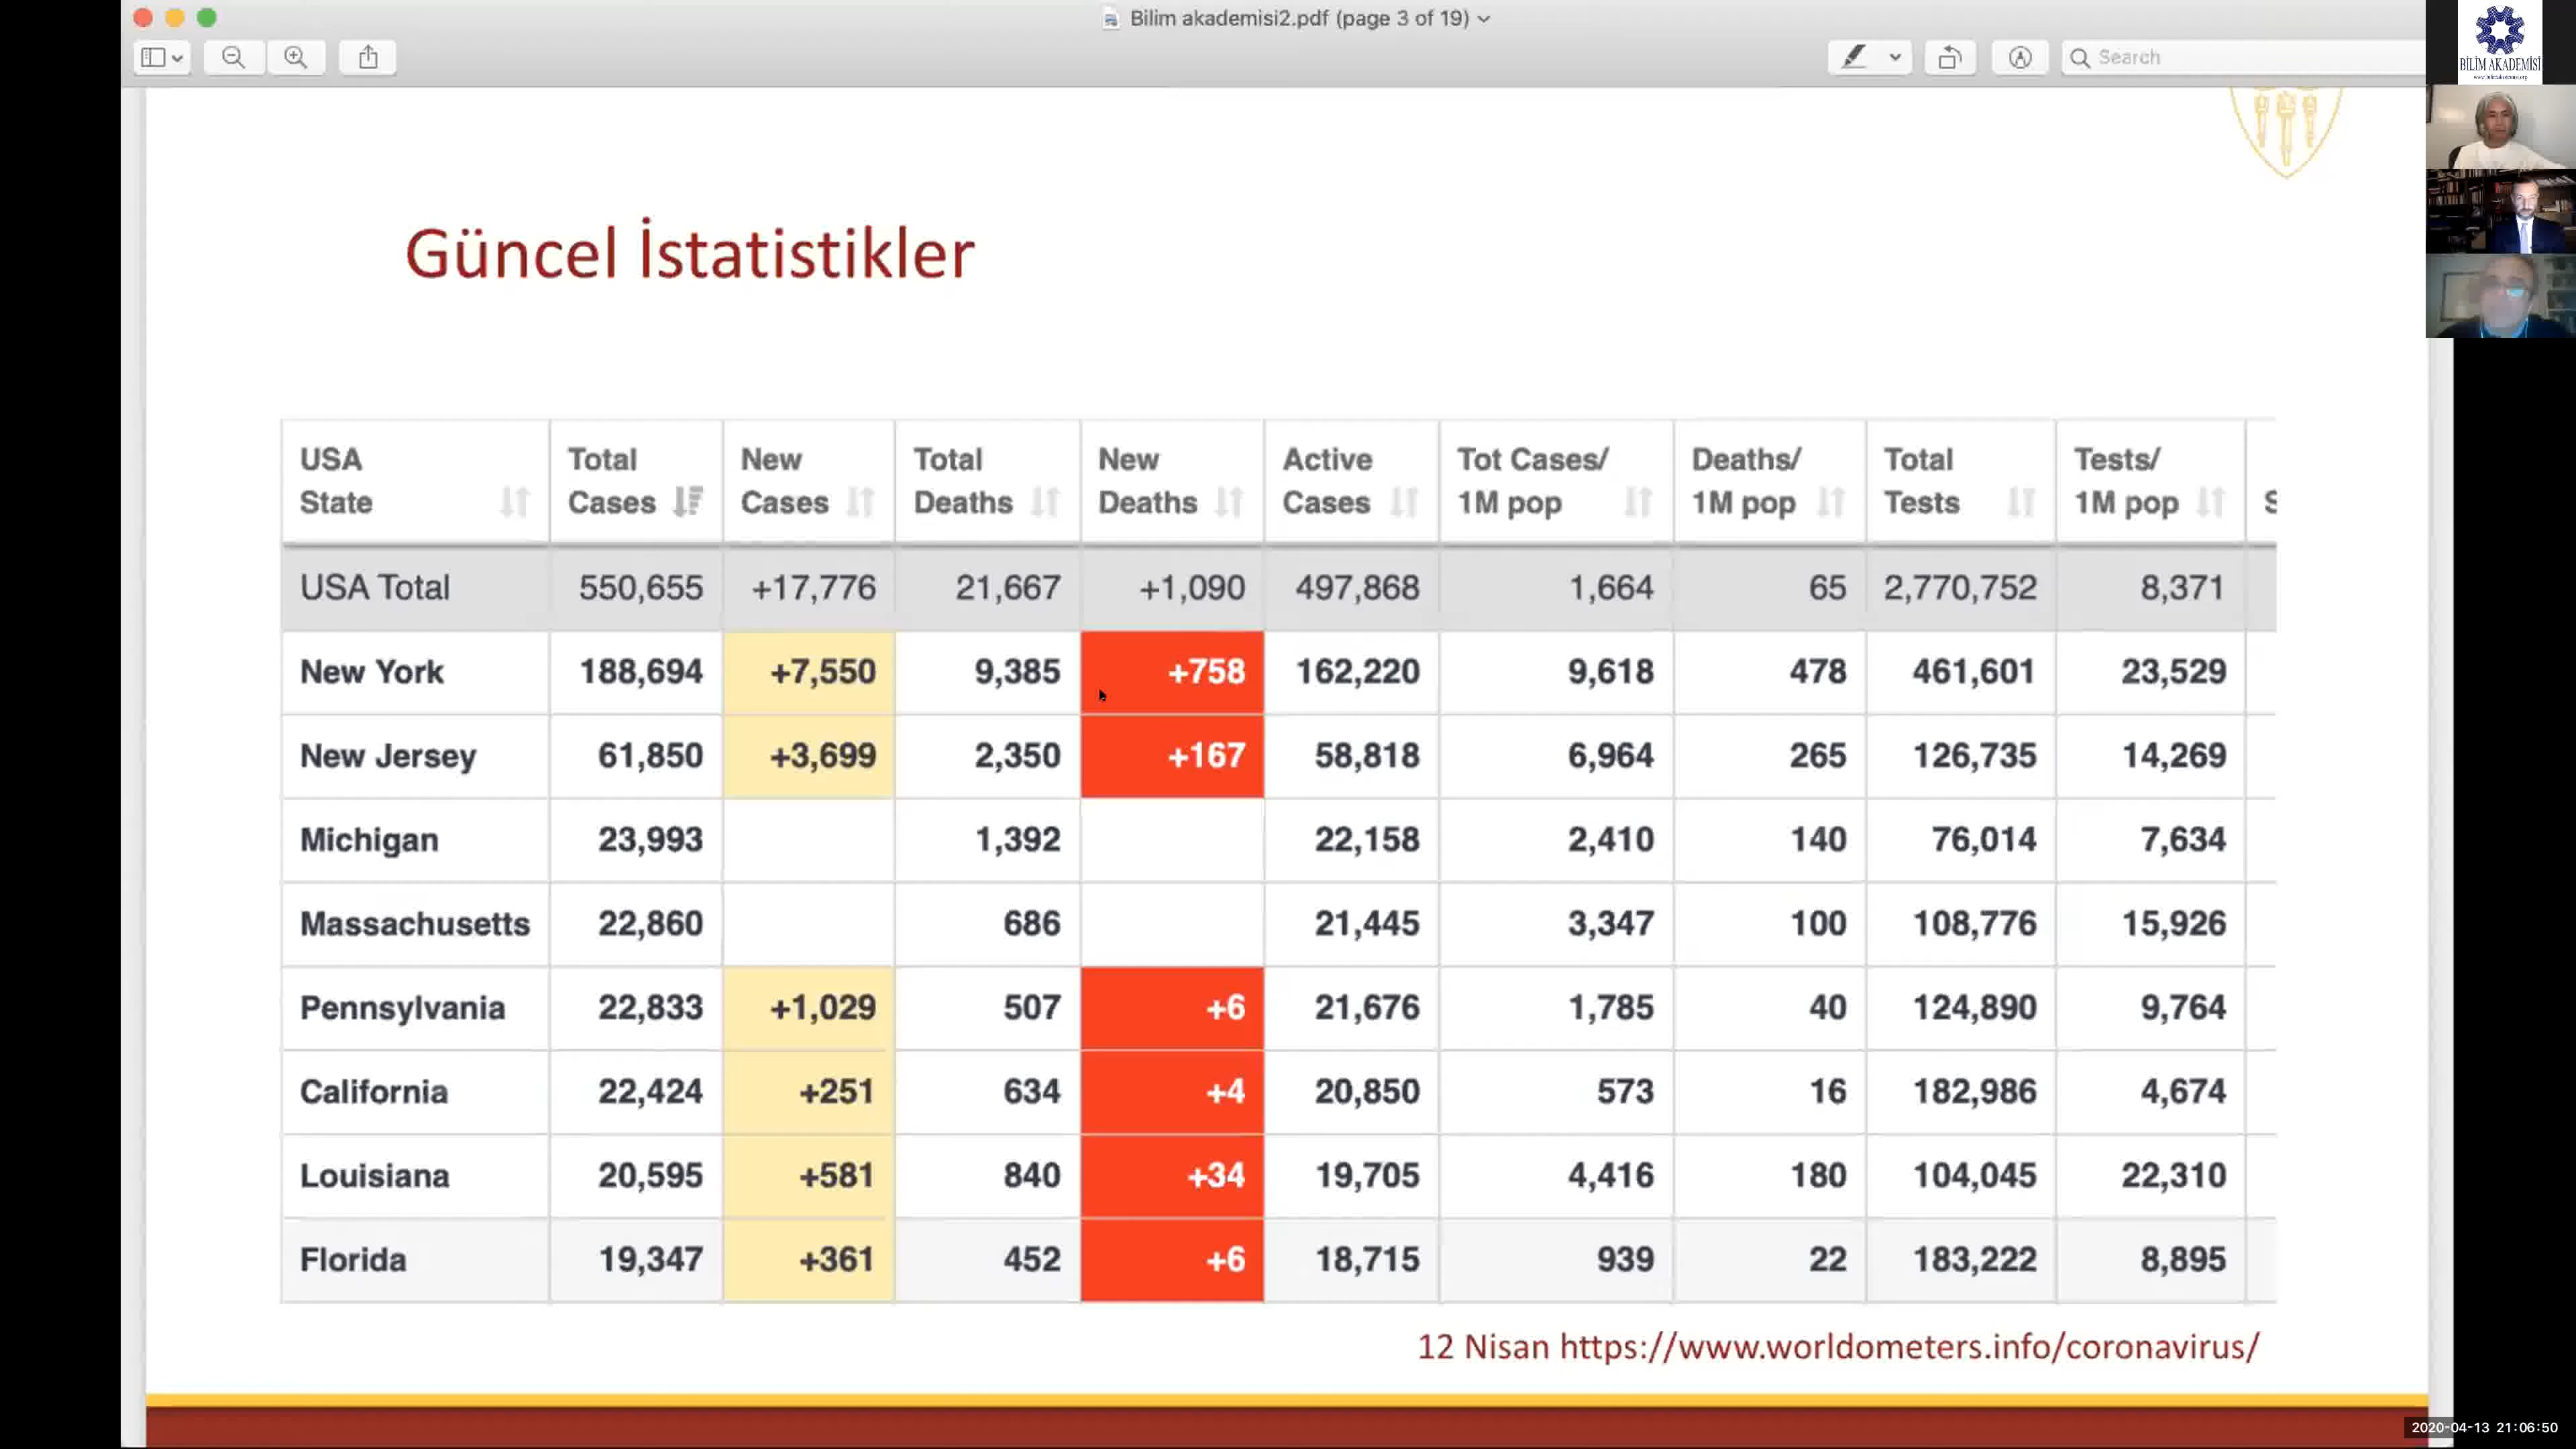 Bilim akademisi2.pdf (page 3 of 19)
Search
BİLİM AKADEMİSİ
Güncel İstatistikler
USA State Total Cases New Cases Total Deaths New Deaths Active Cases Tot Cases/ 1M pop Deaths/ 1M pop Total Tests Tests/ 1M pop S
USA Total 550,655 +17,776 21,667 +1,090 497,868 1,664 65 2,770,752 8,371
New York 188,694 +7,550 9,385 +758 162,220 9,618 478 461,601 23,529
New Jersey 61,850 +3,699 2,350 +167 58,818 6,964 265 126,735 14,269
Michigan 23,993 1,392 22,158 2,410 140 76,014 7,634
Massachusetts 22,860 686 21,445 3,347 100 108,776 15,926
Pennsylvania 22,833 +1,029 507 +6 21,676 1,785 40 124,890 9,764
California 22,424 +251 634 +4 20,850 573 16 182,986 4,674
Louisiana 20,595 +581 840 +34 19,705 4,416 180 104,045 22,310
Florida 19,347 +361 452 +6 18,715 939 22 183,222 8,895
12 Nisan https://www.worldometers.info/coronavirus/
2020-04-13 21:06:50